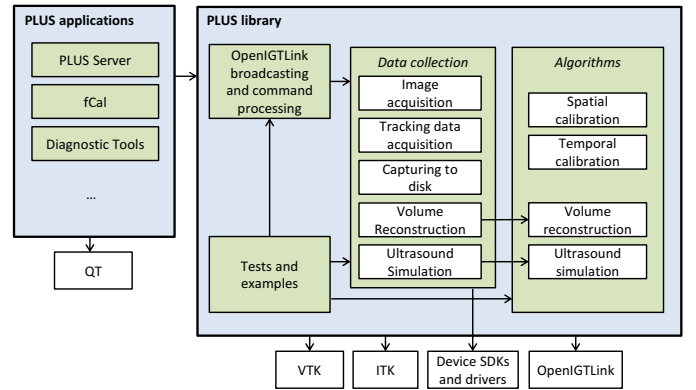 PLUS applications
PLUS Server
fCal
Diagnostic Tools
...
QT
PLUS library
OpenIGTLink
broadcasting
and command
processing
Tests and
examples
Data collection
Image
acquisition
Tracking data
acquisition
Capturing to
disk
Volume
Reconstruction
Ultrasound
Simulation
Algorithms
Spatial
calibration
Temporal
calibration
Volume
reconstruction
Ultrasound
simulation
VTK
ITK
Device SDKs
and drivers
OpenIGTLink